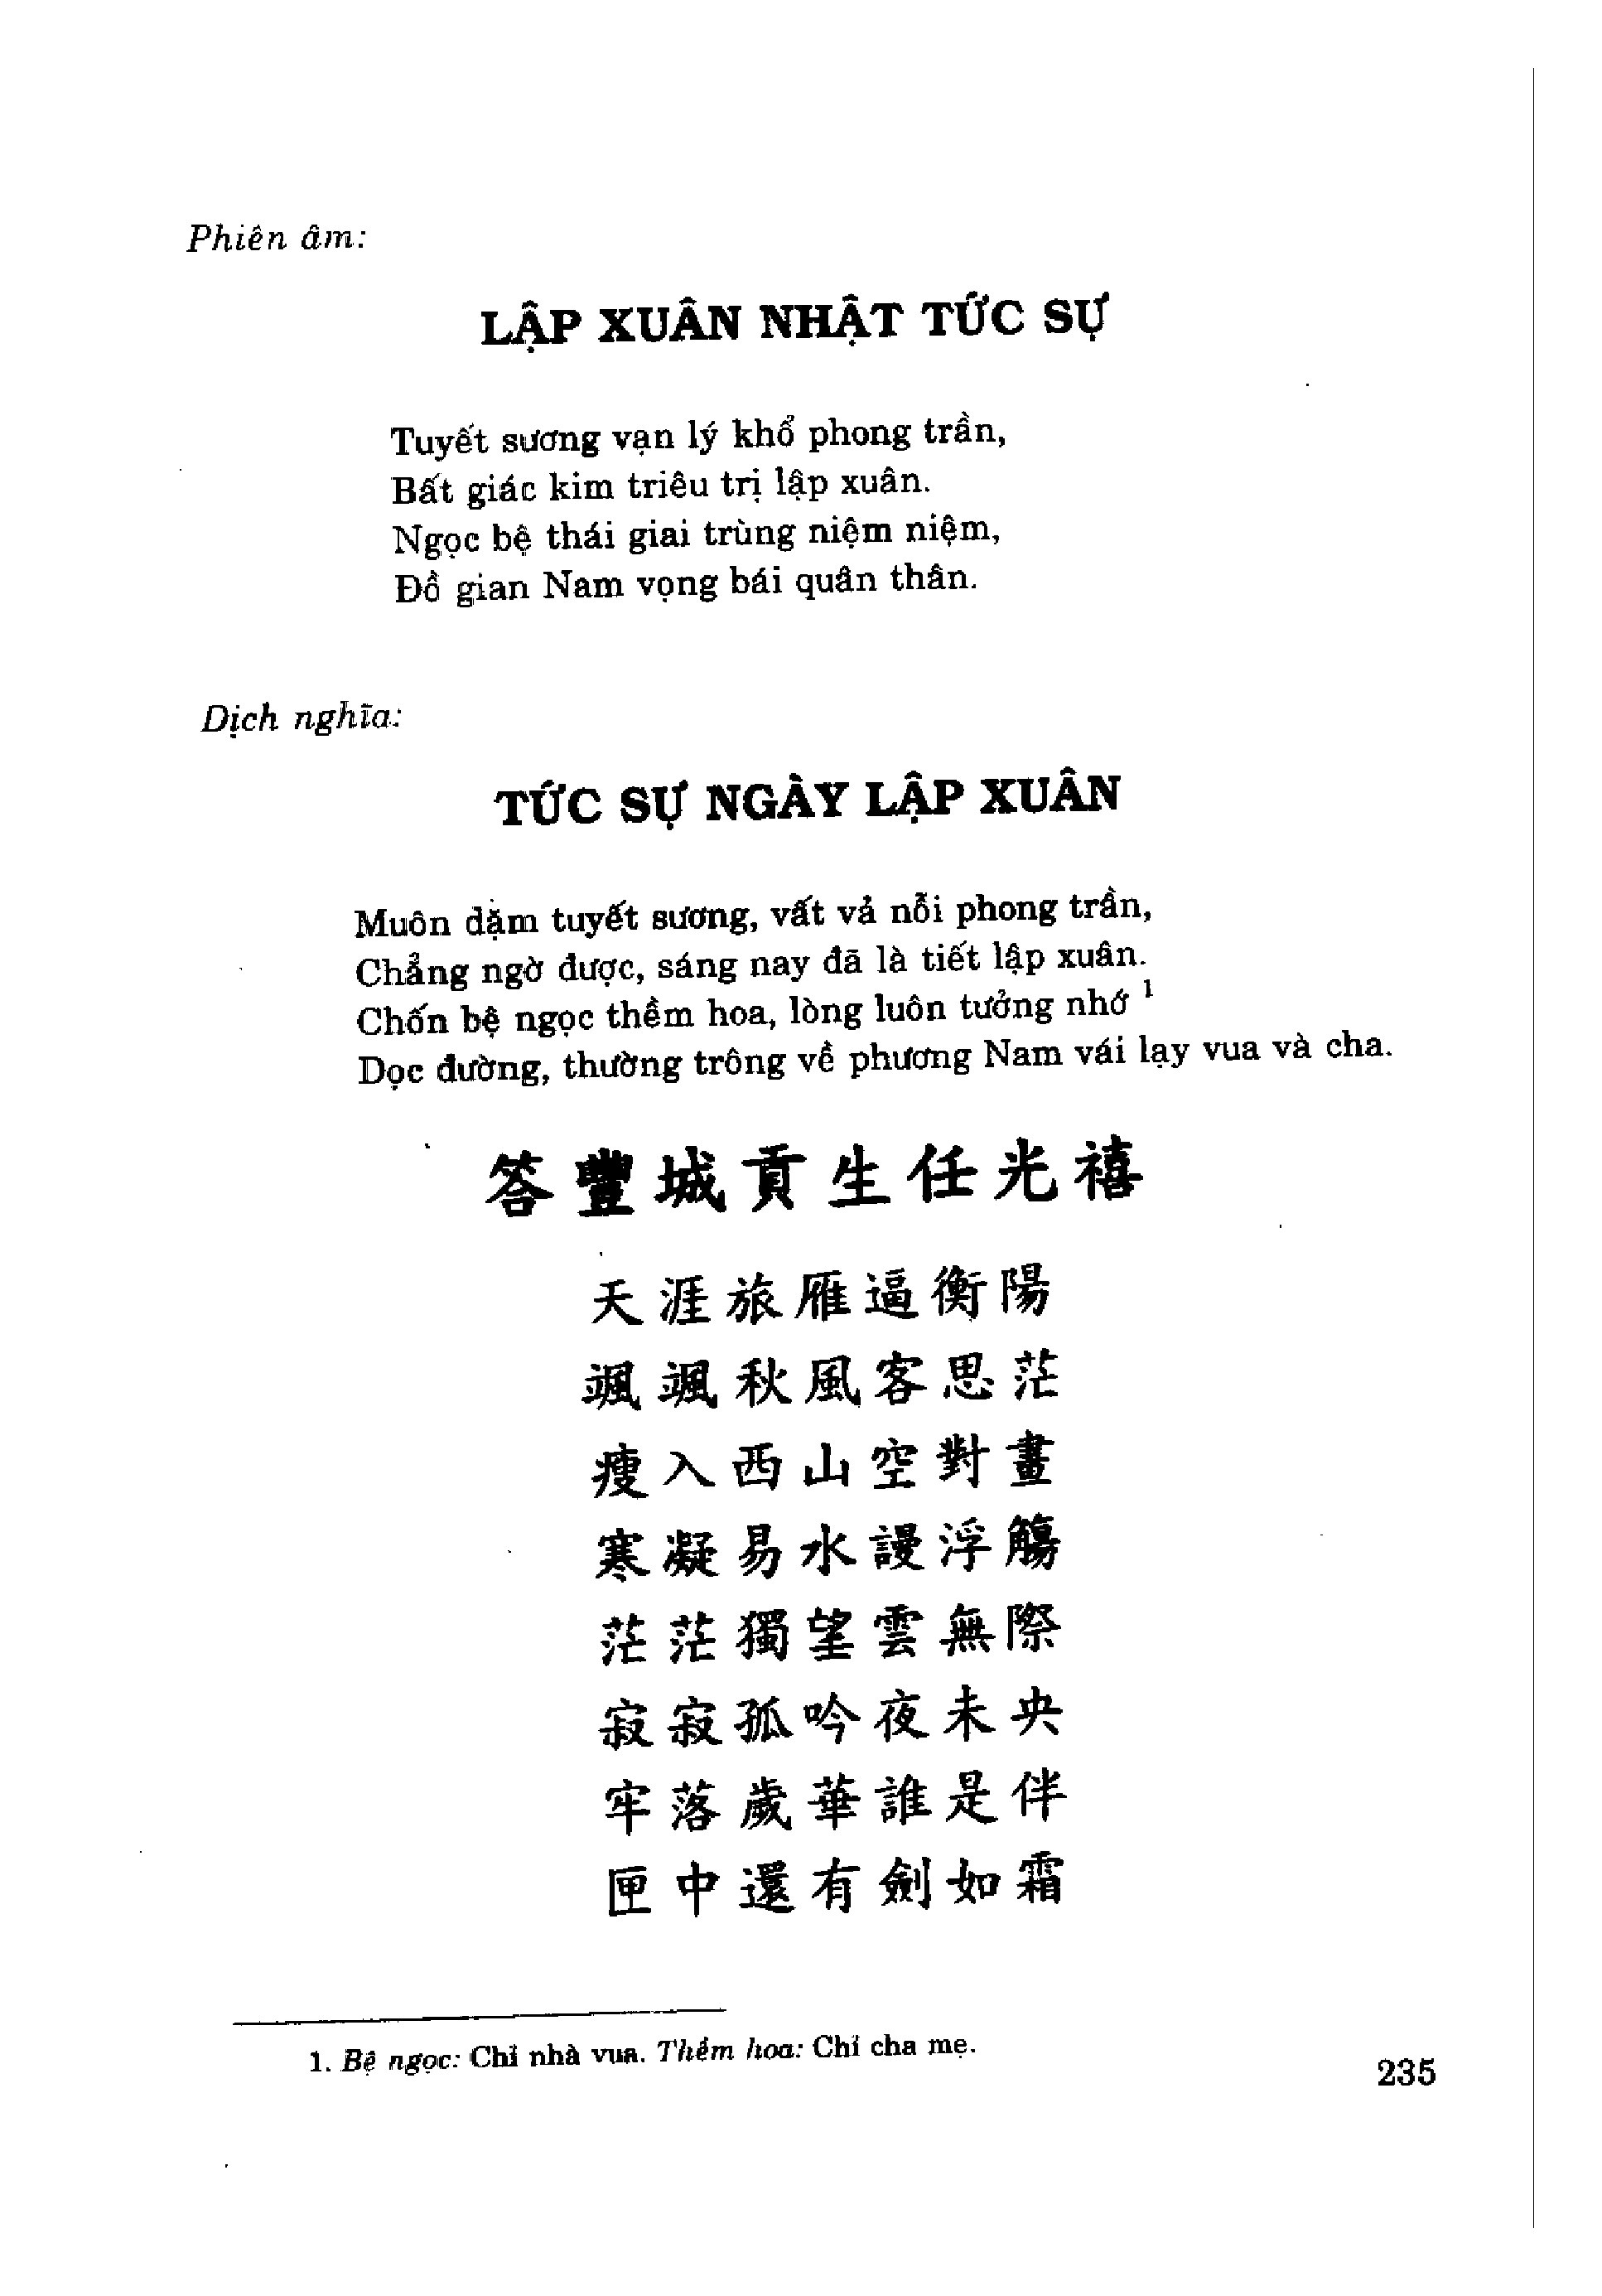 Phiên âm:
LẬP XUÂN NHẬT TỨC SỰ
Tuyết sương vạn lý khổ phong trần,
Bất giác kim triêu trị lập xuân.
Ngọc bệ thái giai trùng niệm niệm,
Đồ gian Nam vọng bái quân thân.
Dịch nghĩa:
TỨC SỰ NGÀY LẬP XUÂN
Muôn dặm tuyết sương, vất vả nỗi phong trần,
Chẳng ngờ được, sáng nay đã là tiết lập xuân.
Chốn bệ ngọc thềm hoa, lòng luôn tưởng nhớ 1
Dọc đường, thường trông về phương Nam vái lạy vua và cha.
答豐城貢生任光禧
天涯旅雁逼衡陽
颯颯秋風客思茫
瘦入西山空對畫
寒凝易水謾浮觴
茫茫獨望雲無際
寂寂孤吟夜未央
牢落歲華誰是伴
匣中還有劍如霜
1. Bệ ngọc: Chỉ nhà vua. Thềm hoa: Chỉ cha mẹ.
235